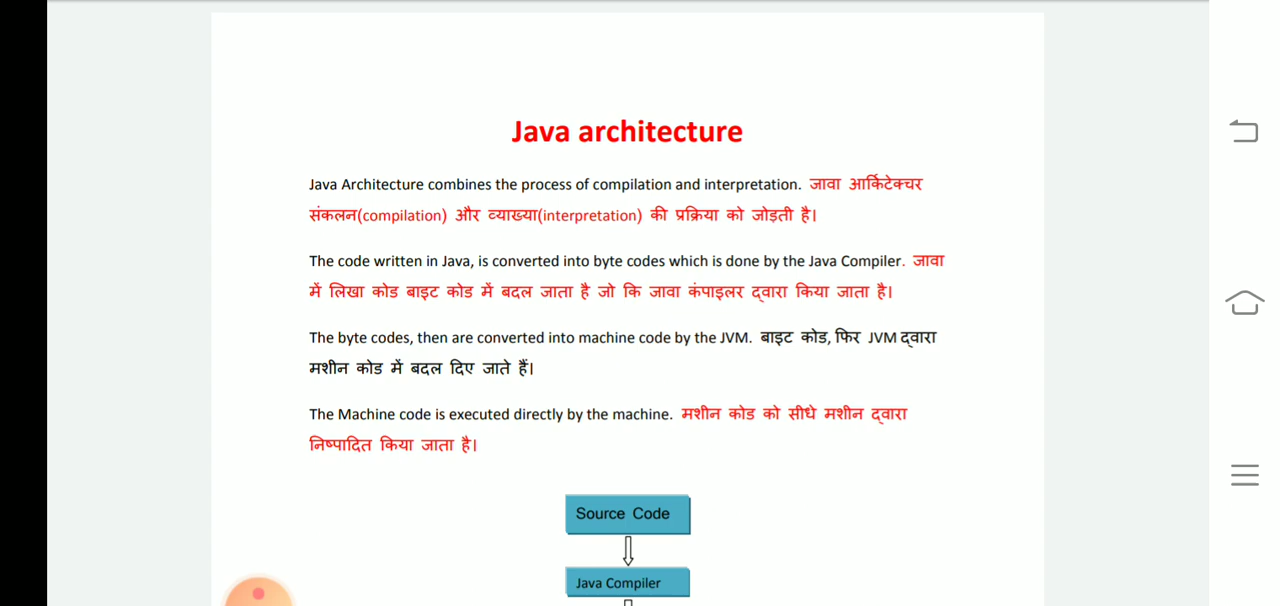 Java architecture
Java Architecture combines the process of compilation and interpretation. जावा आर्किटेक्चर
संकलन(compilation) और व्याख्या(interpretation) की प्रक्रिया को जोड़ती है।
The code written in Java, is converted into byte codes which is done by the Java Compiler. जावा
में लिखा कोड बाइट कोड में बदल जाता है जो कि जावा कंपाइलर द्वारा किया जाता है।
The byte codes, then are converted into machine code by the JVM. बाइट कोड, फिर JVM द्वारा
मशीन कोड में बदल दिए जाते हैं।
The Machine code is executed directly by the machine. मशीन कोड को सीधे मशीन द्वारा
निष्पादित किया जाता है।
Source Code
Java Compiler